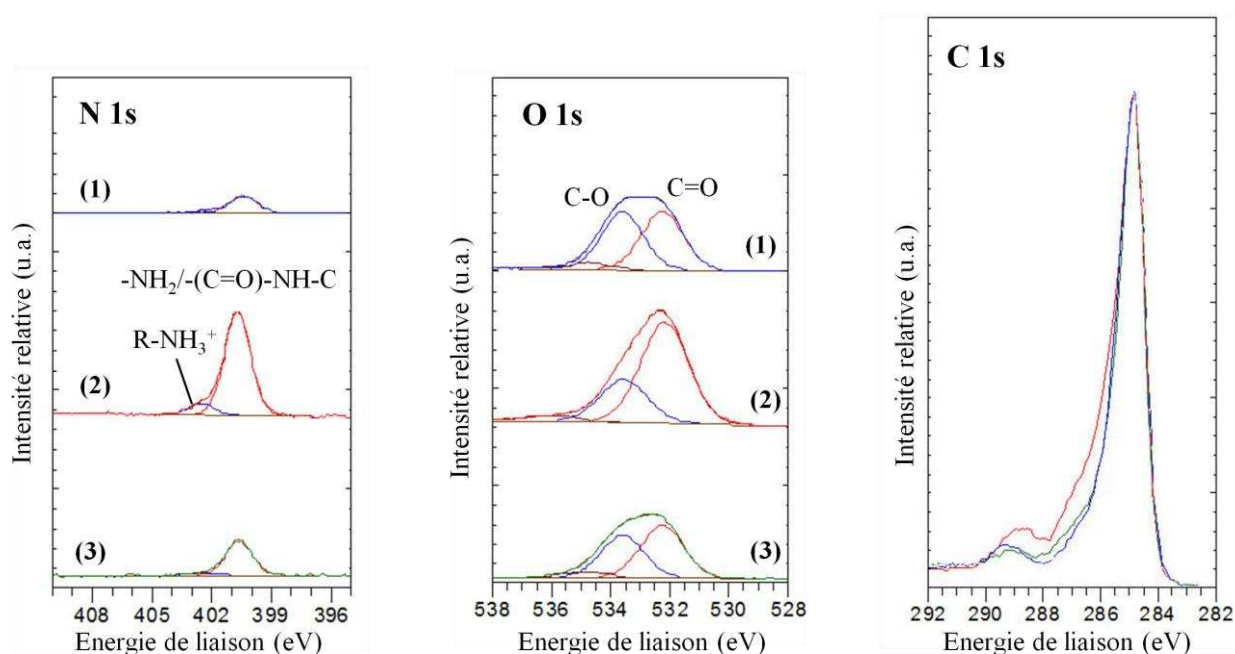 N 1s
(1)
-NH2/-(C=O)-NH-C
R-NH3+
(2)
(3)
Intensité relative (u.a.)
408 405 402 399 396
Energie de liaison (eV)
O 1s
C-O C=O
(1)
(2)
(3)
Intensité relative (u.a.)
538 536 534 532 530 528
Energie de liaison (eV)
C 1s
Intensité relative (u.a.)
292 290 288 286 284 282
Energie de liaison (eV)